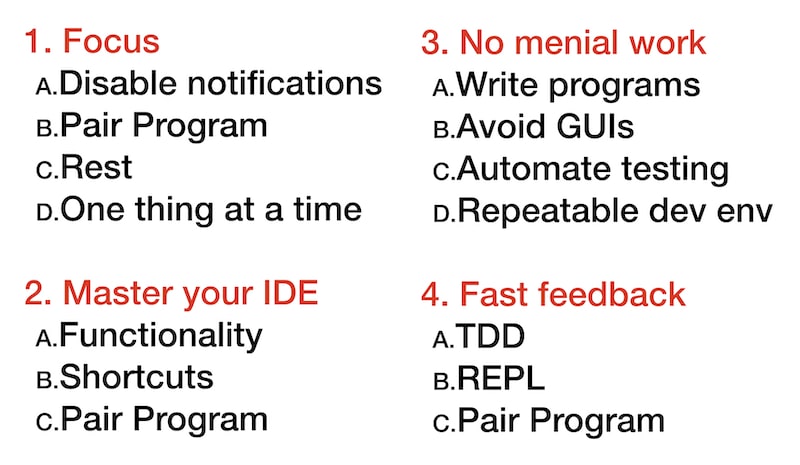 1. Focus
A.Disable notifications
B.Pair Program
C.Rest
D.One thing at a time
2. Master your IDE
A.Functionality
B.Shortcuts
C.Pair Program
3. No menial work
A.Write programs
B.Avoid GUIs
C.Automate testing
D.Repeatable dev env
4. Fast feedback
A.TDD
B.REPL
C.Pair Program